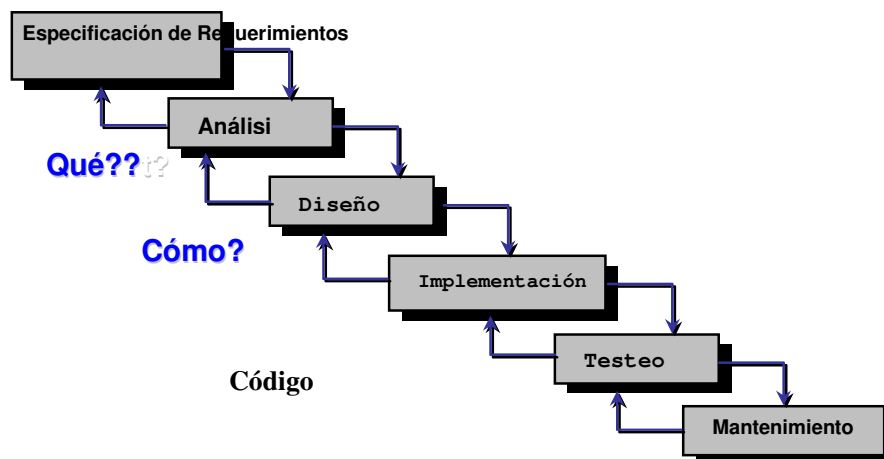 Especificación de Requerimientos
Análisi
Qué??t?
Diseño
Cómo?
Implementación
Testeo
Código
Mantenimiento